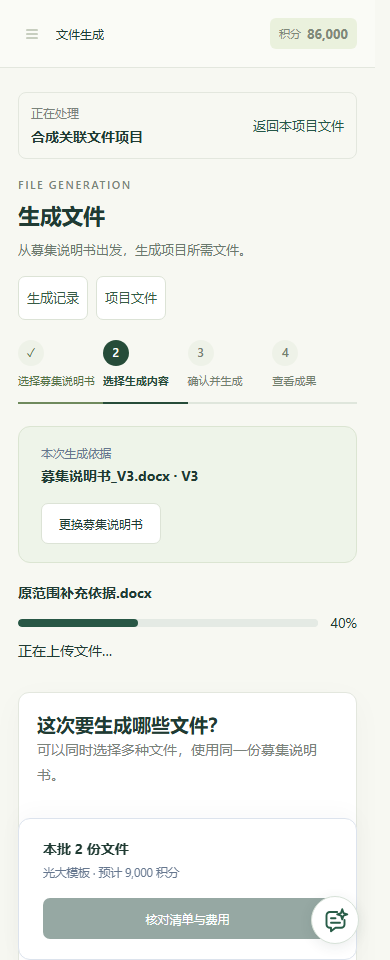 文件生成
积分 86,000
正在处理
合成关联文件项目
返回本项目文件
FILE GENERATION
生成文件
从募集说明书出发，生成项目所需文件。
生成记录
项目文件
✓
选择募集说明书
2
选择生成内容
3
确认并生成
4
查看成果
本次生成依据
募集说明书_V3.docx · V3
更换募集说明书
原范围补充依据.docx
40%
正在上传文件...
这次要生成哪些文件？
可以同时选择多种文件，使用同一份募集说明
书。
本批 2 份文件
光大模板 · 预计 9,000 积分
核对清单与费用